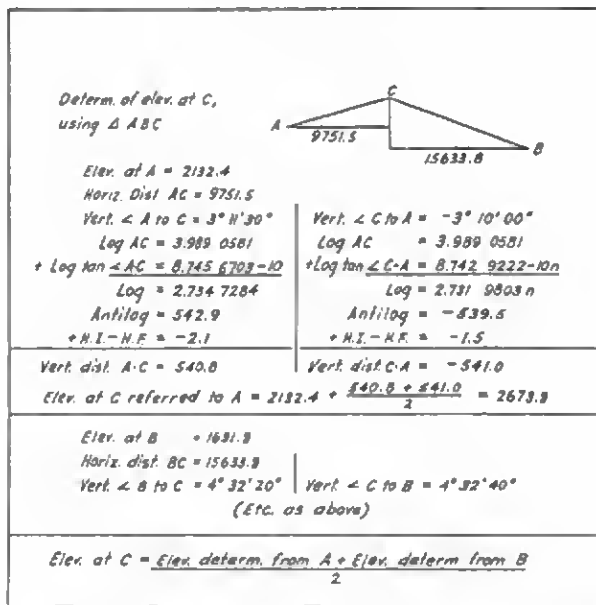 Determ. of elev. at C,
using Δ ABC
C
A
9751.5
15633.8
B
Elev. at A = 2132.4
Horiz. Dist AC = 9751.5
Vert. ∠ A to C = 3° 11' 30"
Log AC = 3.989 0581
+ Log tan ∠AC = 8.745 6703-10
Log = 2.734 7284
Antilog = 542.9
+ H.I.- H.F. = -2.1
Vert. dist. A-C = 540.8
Vert. ∠ C to A = -3° 10' 00"
Log AC = 3.989 0581
+Log tan ∠C-A = 8.742 9222-10n
Log = 2.731 9803 n
Antilog = -539.5
+ H.I.- H.F. = -1.5
Vert. dist. C-A = -541.0
Elev. at C referred to A = 2132.4 + 540.8 + 541.0 / 2 = 2673.3
Elev. at B = 1631.9
Horiz. dist. BC = 15633.8
Vert. ∠ B to C = 4° 32' 20"
Vert. ∠ C to B = 4° 32' 40"
(Etc. as above)
Elev. at C = Elev. determ. from A + Elev. determ from B
2